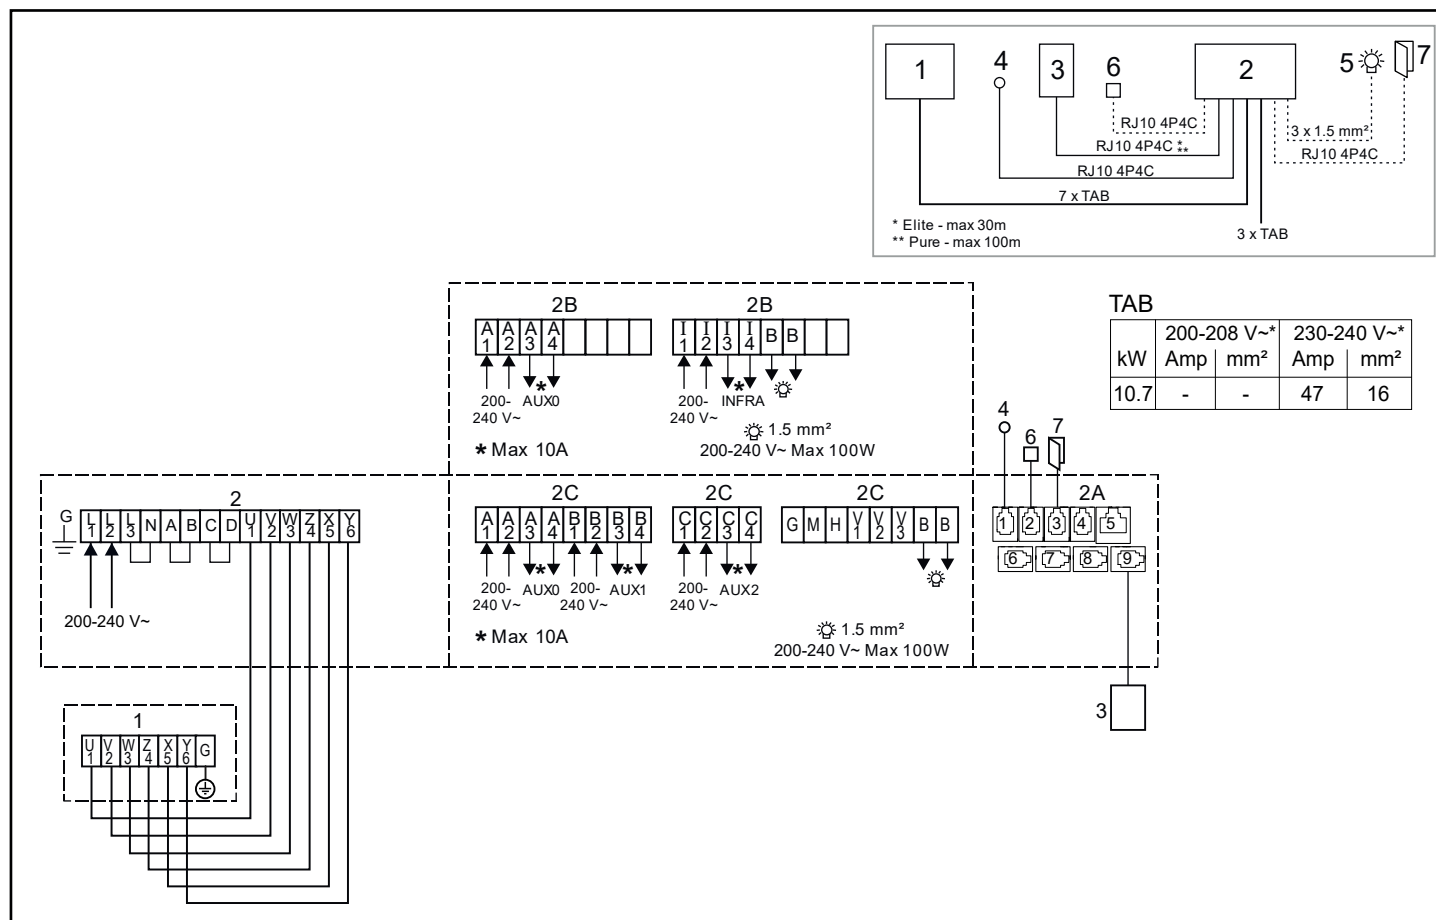 1
4
3
6
2
5
7
RJ10 4P4C
3 x 1.5 mm²
RJ10 4P4C * **
RJ10 4P4C
RJ10 4P4C
7 x TAB
* Elite - max 30m
** Pure - max 100m
3 x TAB
TAB
kW 200-208 V~* 230-240 V~*
Amp mm² Amp mm²
10.7 - - 47 16
2B 2B
A1 A2 A3 A4
I1 I2 I3 I4 B B
200-240 V~
* AUX0
200-240 V~
* INFRA
* Max 10A
1.5 mm²
200-240 V~ Max 100W
2
G L1 L2 L3 N A B C D U1 V2 W3 Z4 X5 Y6
200-240 V~
2C 2C 2C
A1 A2 A3 A4 B1 B2 B3 B4
C1 C2 C3 C4
G M H V1 V2 V3 B B
200-240 V~
* AUX0
200-240 V~
* AUX1
200-240 V~
* AUX2
* Max 10A
1.5 mm²
200-240 V~ Max 100W
4
6
7
2A
1 2 3 4 5
6 7 8 9
3
1
U1 V2 W3 Z4 X5 Y6 G